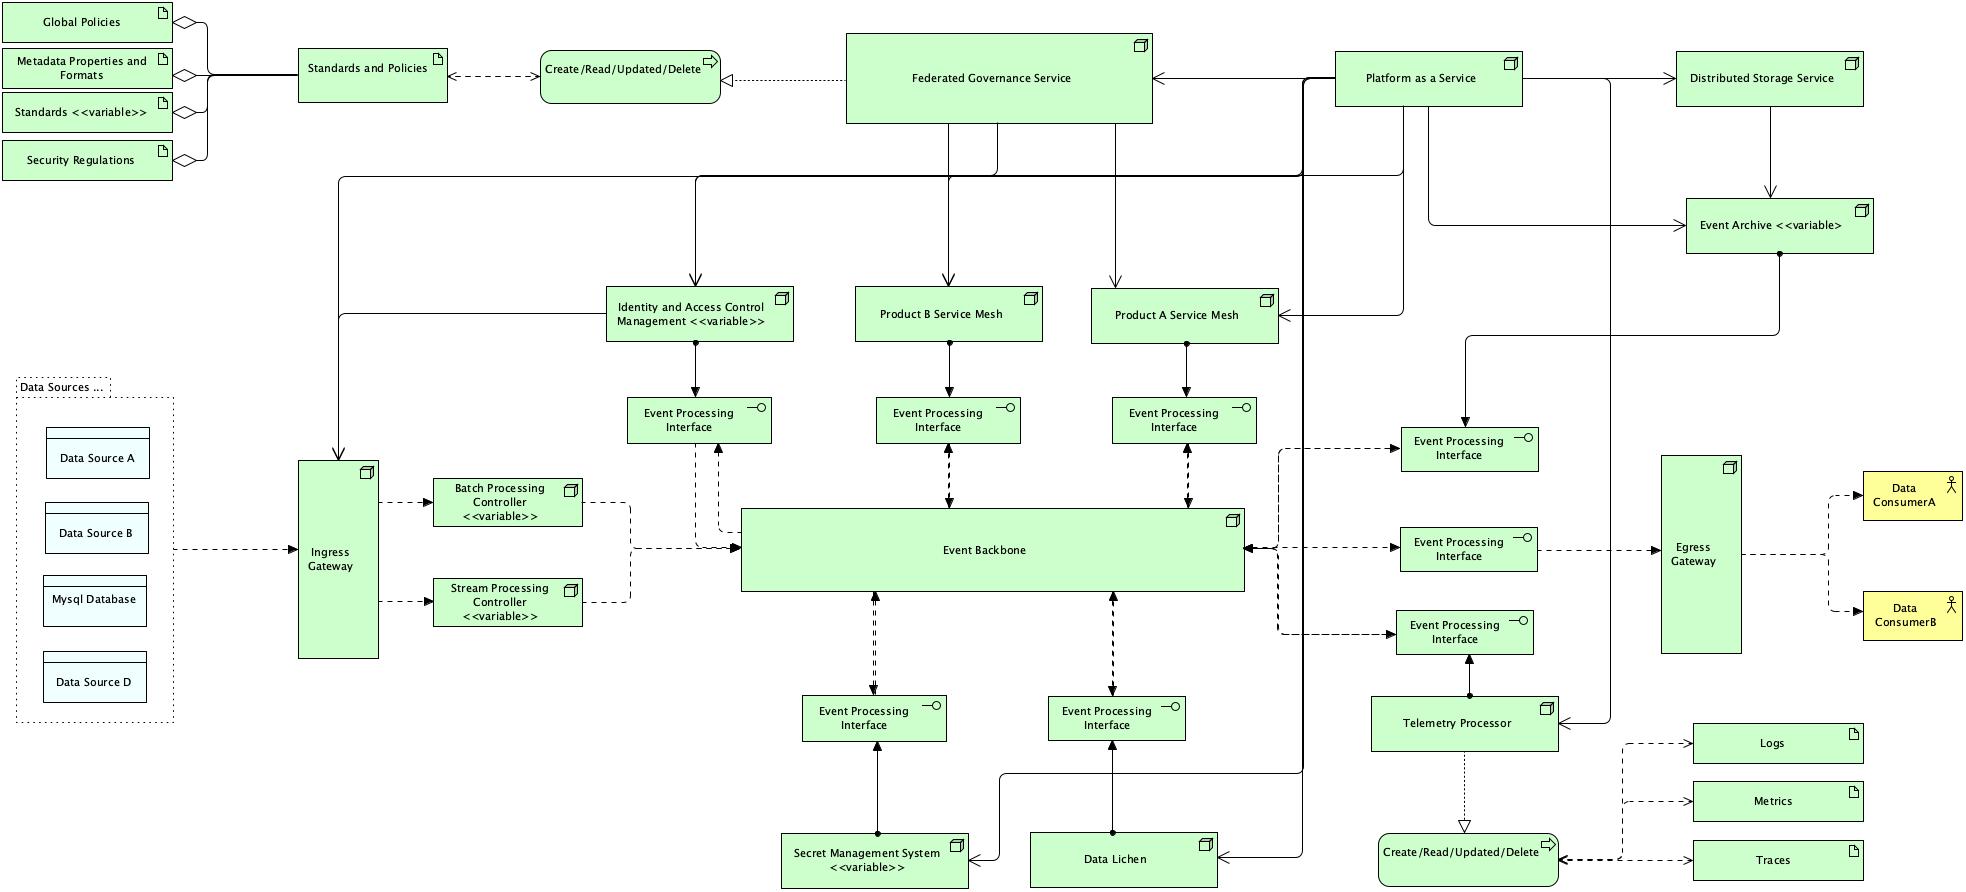 Global Policies
Metadata Properties and
Formats
Standards <<variable>>
Security Regulations
Standards and Policies
Create/Read/Updated/Delete
Federated Governance Service
Platform as a Service
Distributed Storage Service
Event Archive <<variable>
Identity and Access Control
Management <<variable>>
Product B Service Mesh
Product A Service Mesh
Data Sources ...
Data Source A
Data Source B
Mysql Database
Data Source D
Event Processing
Interface
Event Processing
Interface
Event Processing
Interface
Event Processing
Interface
Ingress
Gateway
Batch Processing
Controller
<<variable>>
Stream Processing
Controller
<<variable>>
Event Backbone
Event Processing
Interface
Egress
Gateway
Data
ConsumerA
Data
ConsumerB
Event Processing
Interface
Event Processing
Interface
Event Processing
Interface
Telemetry Processor
Logs
Metrics
Traces
Secret Management System
<<variable>>
Data Lichen
Create/Read/Updated/Delete